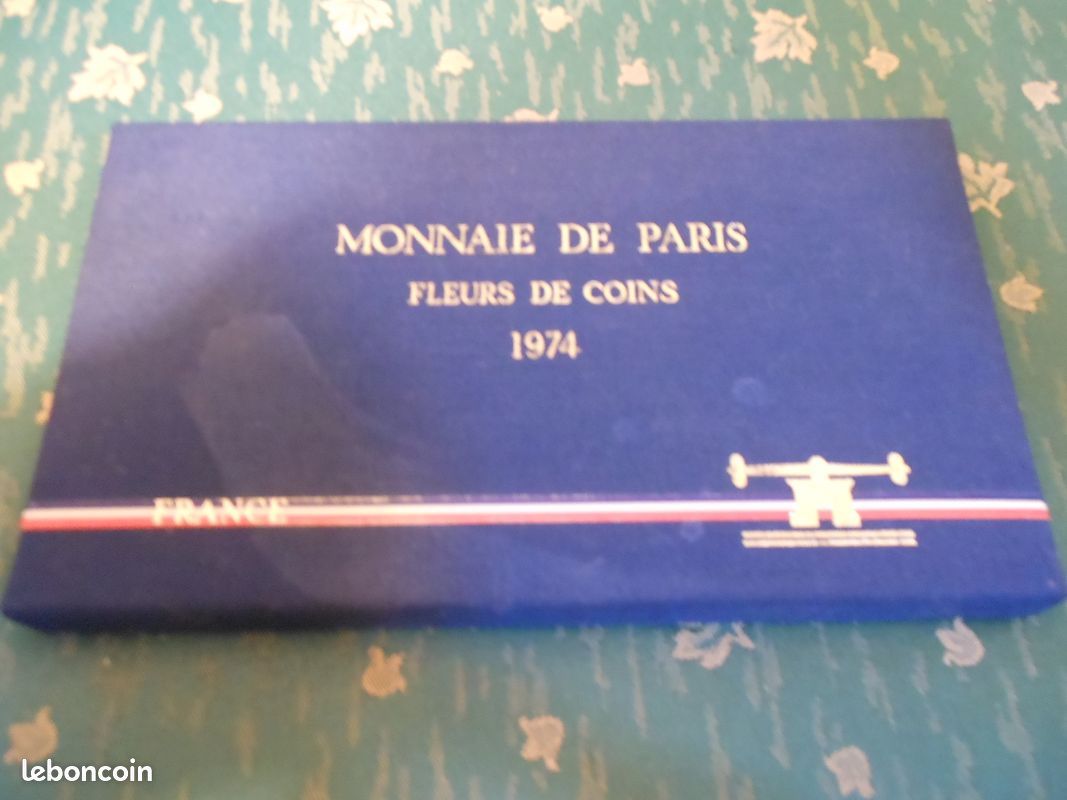 MONNAIE DE PARIS
FLEURS DE COINS
1974
FRANCE
leboncoin